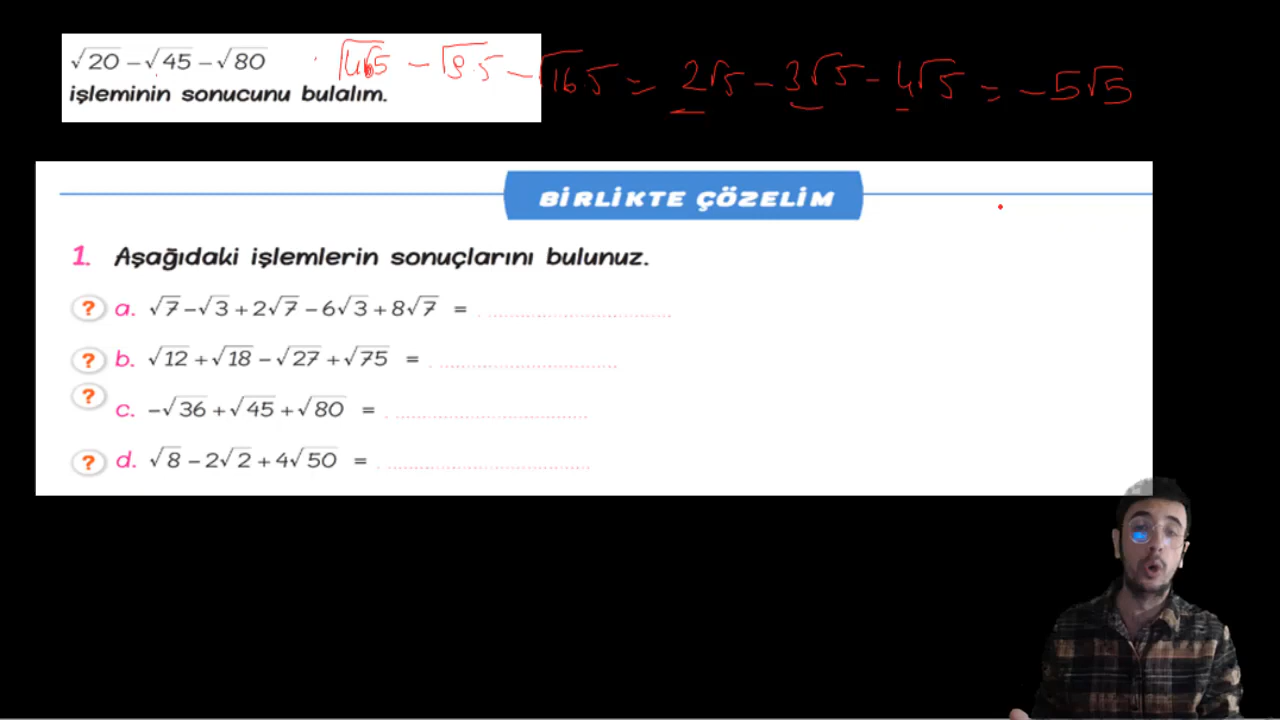 √20 − √45 − √80 · √4·5 − √9.5 − √16.5 = 2√5 − 3√5 − 4√5 = −5√5
işleminin sonucunu bulalım.
BİRLİKTE ÇÖZELİM
1. Aşağıdaki işlemlerin sonuçlarını bulunuz.
? a. √7 − √3 + 2√7 − 6√3 + 8√7 = ....................
? b. √12 + √18 − √27 + √75 = ....................
? c. −√36 + √45 + √80 = ....................
? d. √8 − 2√2 + 4√50 = ....................